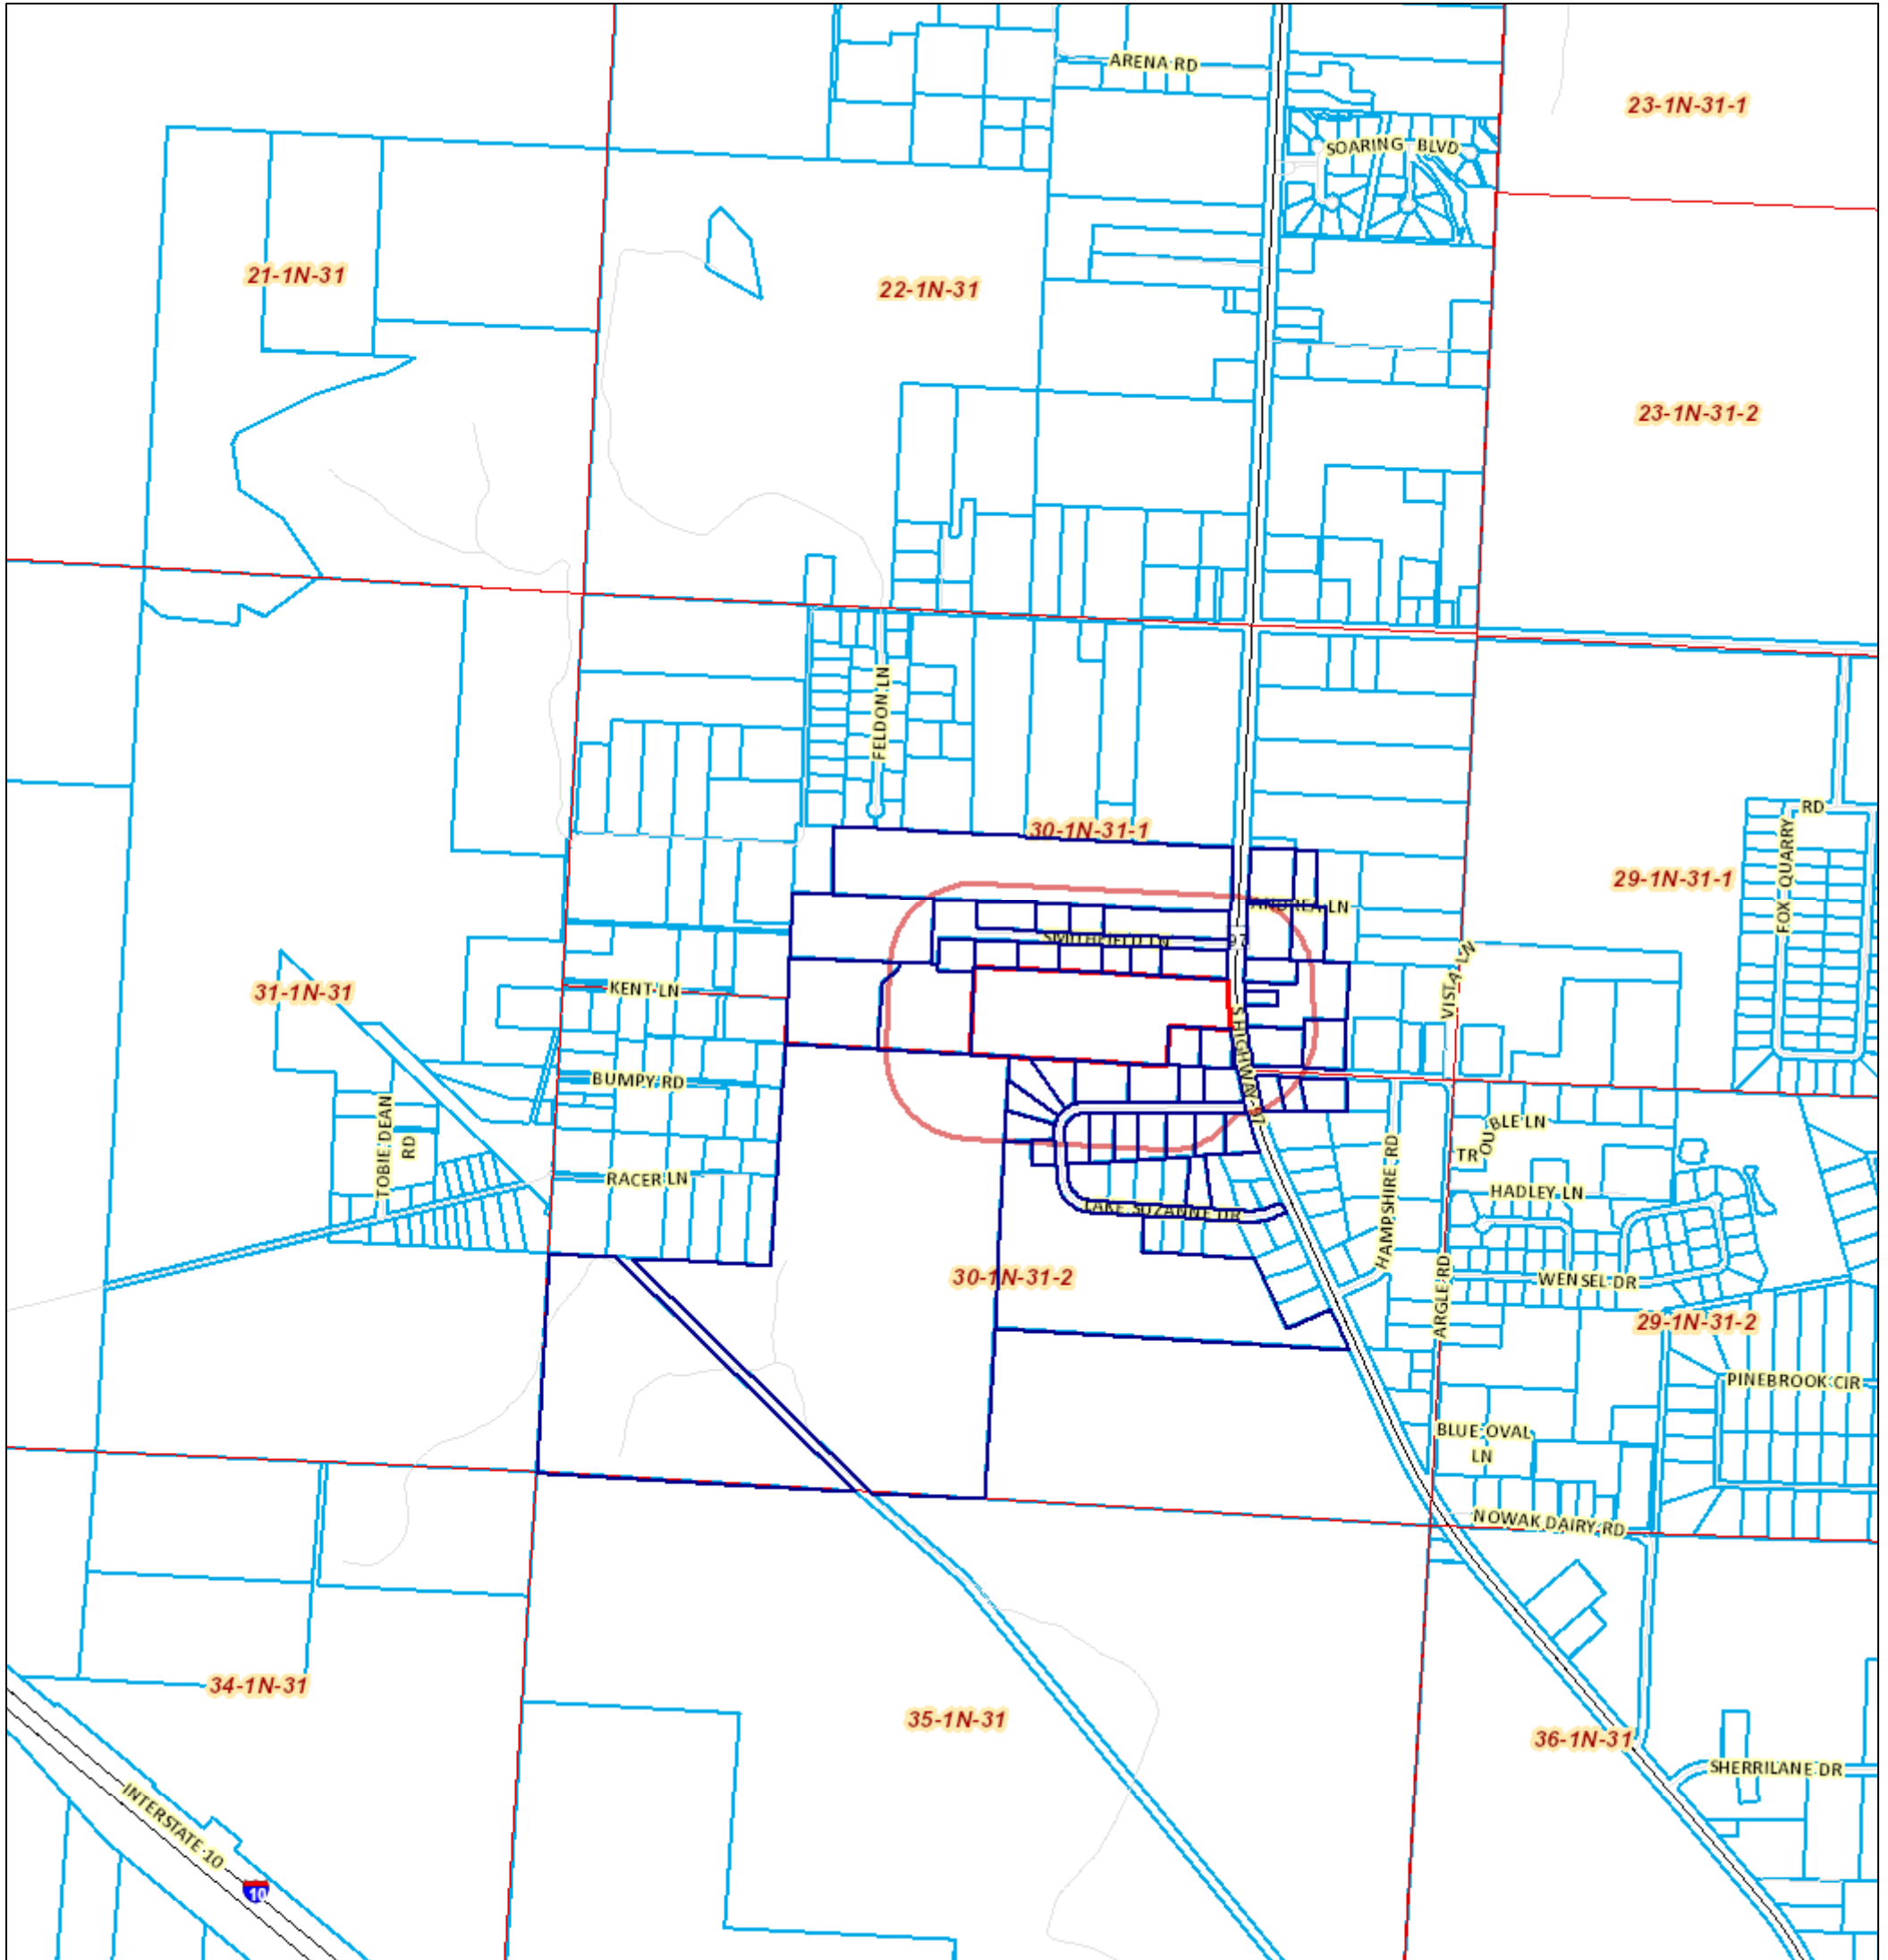 ARENA RD
23-1N-31-1
SOARING BLVD
21-1N-31
22-1N-31
23-1N-31-2
FELDON LN
RD
30-1N-31-1
FOX QUARRY
29-1N-31-1
ANDREA LN
SMITHFIELD LN
97
VISTA LN
KENT LN
31-1N-31
S HIGHWAY 97
BUMPY RD
TOBIE DEAN
RD
TROUBLE LN
HAMPSHIRE RD
RACER LN
HADLEY LN
LAKE SUZANNE DR
30-1N-31-2
WENSEL DR
ARGLE RD
29-1N-31-2
PINEBROOK CIR
BLUE OVAL
LN
NOWAK DAIRY RD
34-1N-31
35-1N-31
36-1N-31
SHERRILANE DR
INTERSTATE 10
10